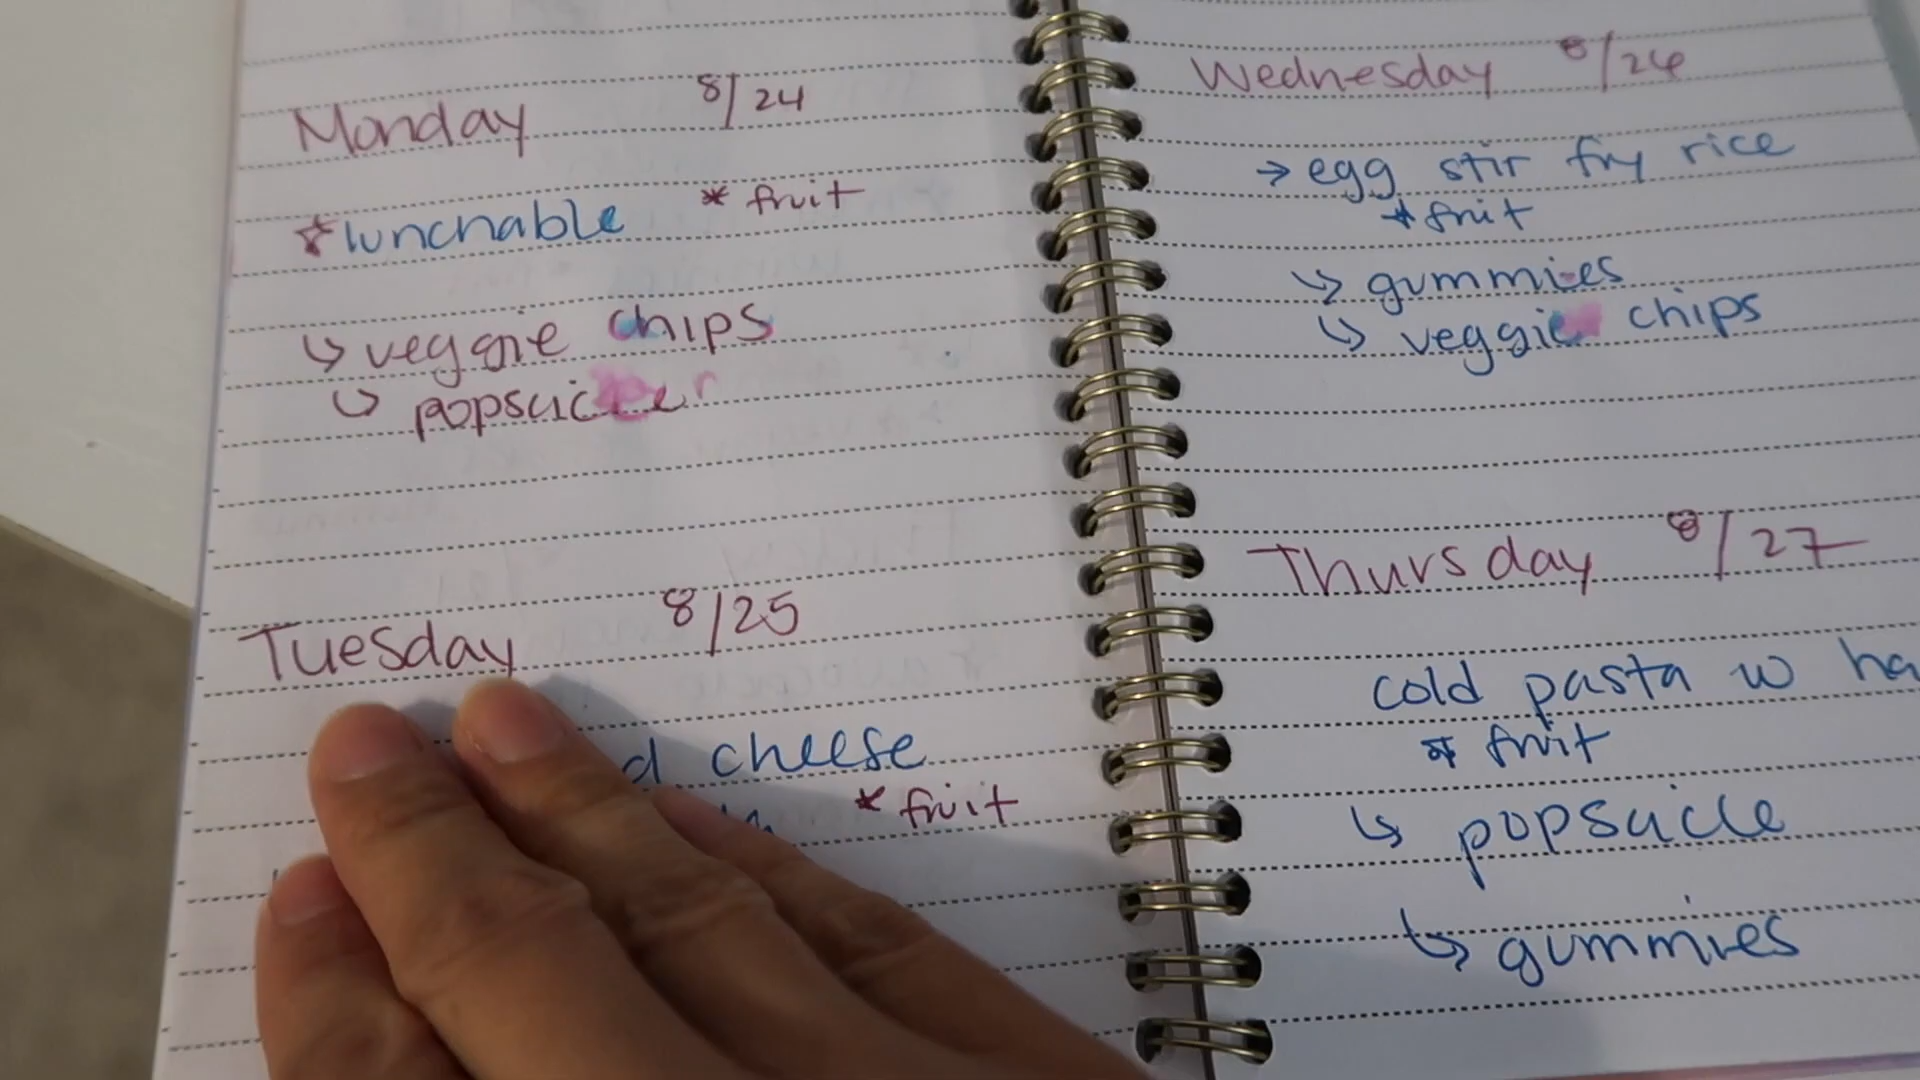 Monday 8/24
☆ lunchable * fruit
↳ veggie chips
↳ popsicle
Tuesday 8/25
cheese
* fruit
Wednesday 8/26
→ egg stir fry rice
* fruit
↳ gummies
↳ veggie chips
Thursday 8/27
cold pasta w
* fruit
↳ popsicle
↳ gummies